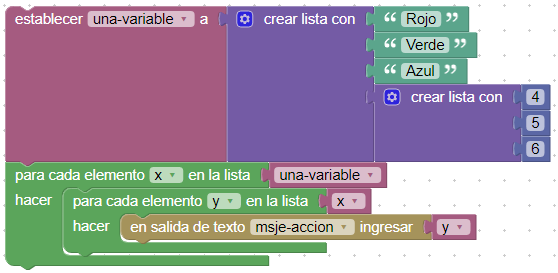 establecer una-variable a crear lista con “ Rojo ”
“ Verde ”
“ Azul ”
crear lista con 4
5
6
para cada elemento x en la lista una-variable
hacer para cada elemento y en la lista x
hacer en salida de texto msje-accion ingresar y